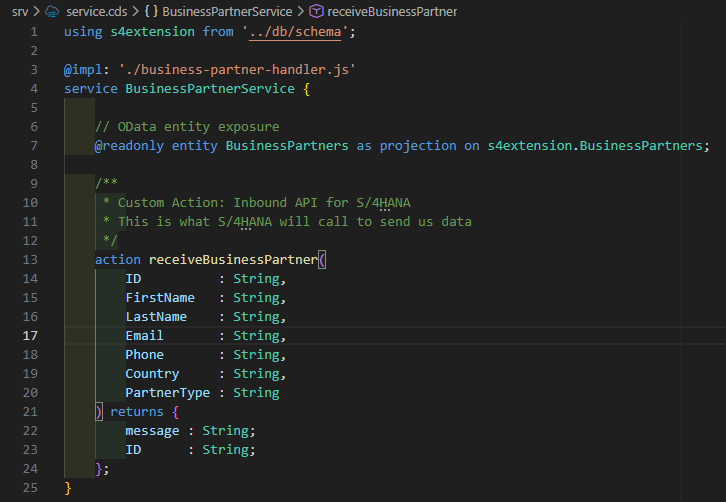 srv > service.cds > {} BusinessPartnerService > receiveBusinessPartner
1 using s4extension from '../db/schema';
2
3 @impl: './business-partner-handler.js'
4 service BusinessPartnerService {
5
6 // OData entity exposure
7 @readonly entity BusinessPartners as projection on s4extension.BusinessPartners;
8
9 /**
10 * Custom Action: Inbound API for S/4HANA
11 * This is what S/4HANA will call to send us data
12 */
13 action receiveBusinessPartner(
14 ID : String,
15 FirstName : String,
16 LastName : String,
17 Email : String,
18 Phone : String,
19 Country : String,
20 PartnerType : String
21 ) returns {
22 message : String;
23 ID : String;
24 };
25 }